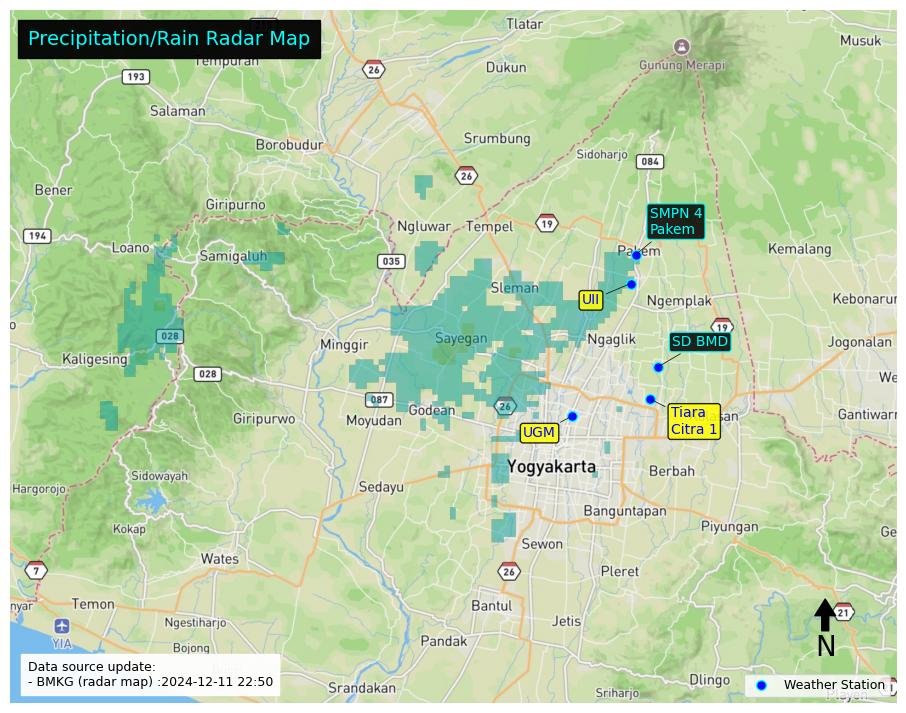 Precipitation/Rain Radar Map
Tlatar
Musuk
Tempuran
26
193
Dukun
Gunung Merapi
Salaman
Borobudur
Srumbung
Sidoharjo
084
26
Bener
Giripurno
SMPN 4
Pakem
19
Ngluwar
Tempel
194
Loano
Samigaluh
035
Pakem
Kemalang
Sleman
UII
Ngemplak
Kebonarum
19
028
Sayegan
Ngaglik
SD BMD
Jogonalan
Minggir
Kaligesing
028
087
Godean
26
Giripurwo
Moyudan
Tiara
Citra 1
Gantiwarn
UGM
Yogyakarta
Berbah
Sidowayah
Hargorojo
Sedayu
Banguntapan
Kokap
Piyungan
Sewon
Wates
7
26
Pleret
Temon
Bantul
21
Ngestiharjo
Jetis
YIA
Bojong
Pandak
N
Data source update:
- BMKG (radar map) :2024-12-11 22:50
Srandakan
Dlingo
Sriharjo
Weather Station